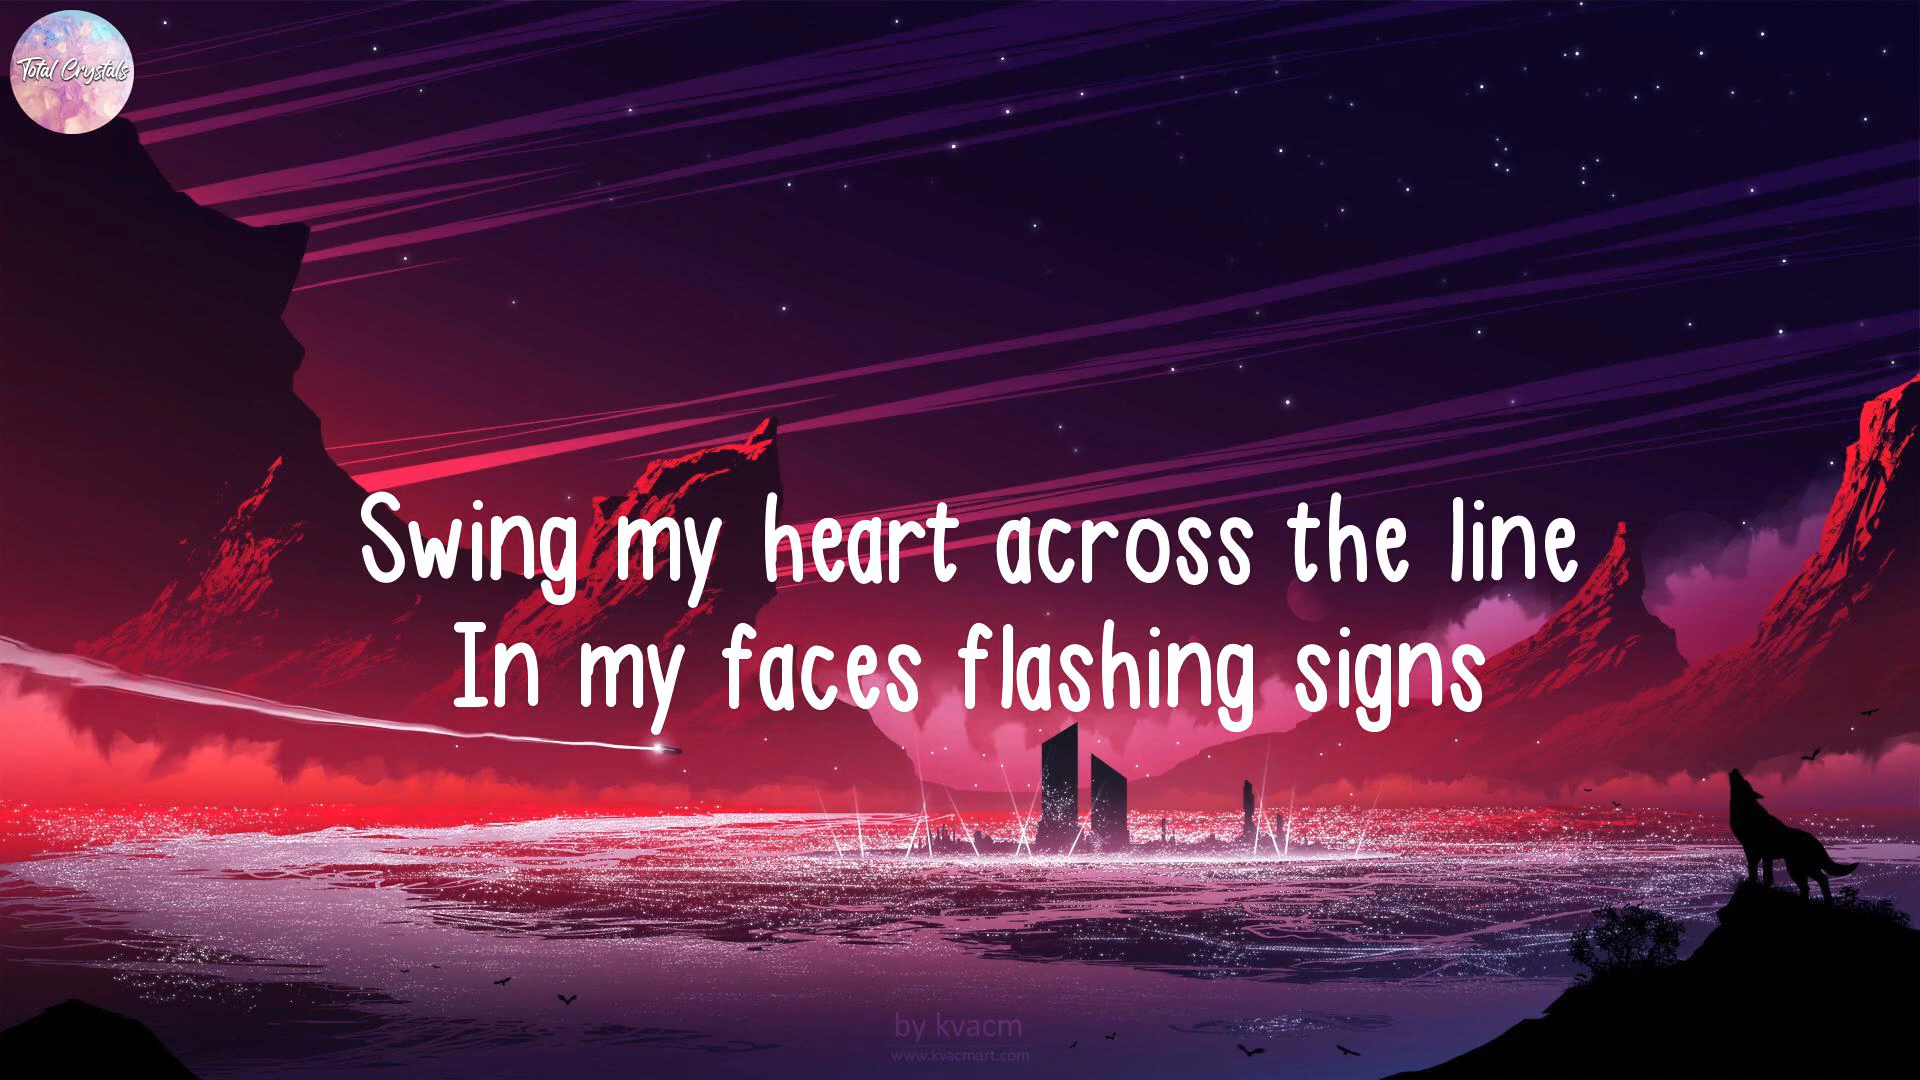 Total Crystals
Swing my heart across the line
In my faces flashing signs
by kvacm
www.kvacmart.com